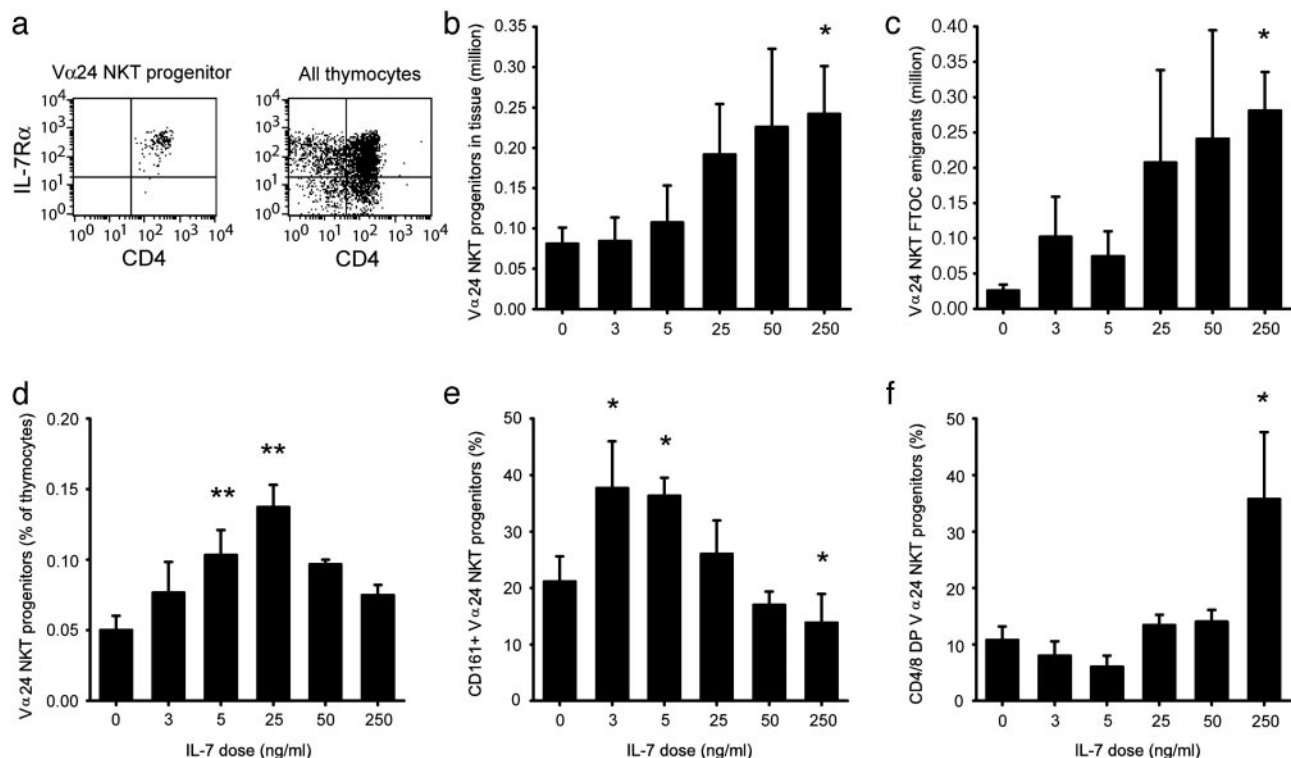 a
Vα24 NKT progenitor
All thymocytes
IL-7Rα
10⁴
10³
10²
10¹
10⁰
10⁰ 10¹ 10² 10³ 10⁴
CD4
10⁴
10³
10²
10¹
10⁰
10⁰ 10¹ 10² 10³ 10⁴
CD4
b
Vα24 NKT progenitors in tissue (million)
0.35
0.30
0.25
0.20
0.15
0.10
0.05
0.00
*
0 3 5 25 50 250
c
Vα24 NKT FTOC emigrants (million)
0.40
0.35
0.30
0.25
0.20
0.15
0.10
0.05
0.00
*
0 3 5 25 50 250
d
Vα24 NKT progenitors (% of thymocytes)
0.20
0.15
0.10
0.05
0.00
** **
0 3 5 25 50 250
IL-7 dose (ng/ml)
e
CD161+ Vα24 NKT progenitors (%)
50
40
30
20
10
0
* * *
0 3 5 25 50 250
IL-7 dose (ng/ml)
f
CD4/8 DP Vα24 NKT progenitors (%)
50
40
30
20
10
0
*
0 3 5 25 50 250
IL-7 dose (ng/ml)